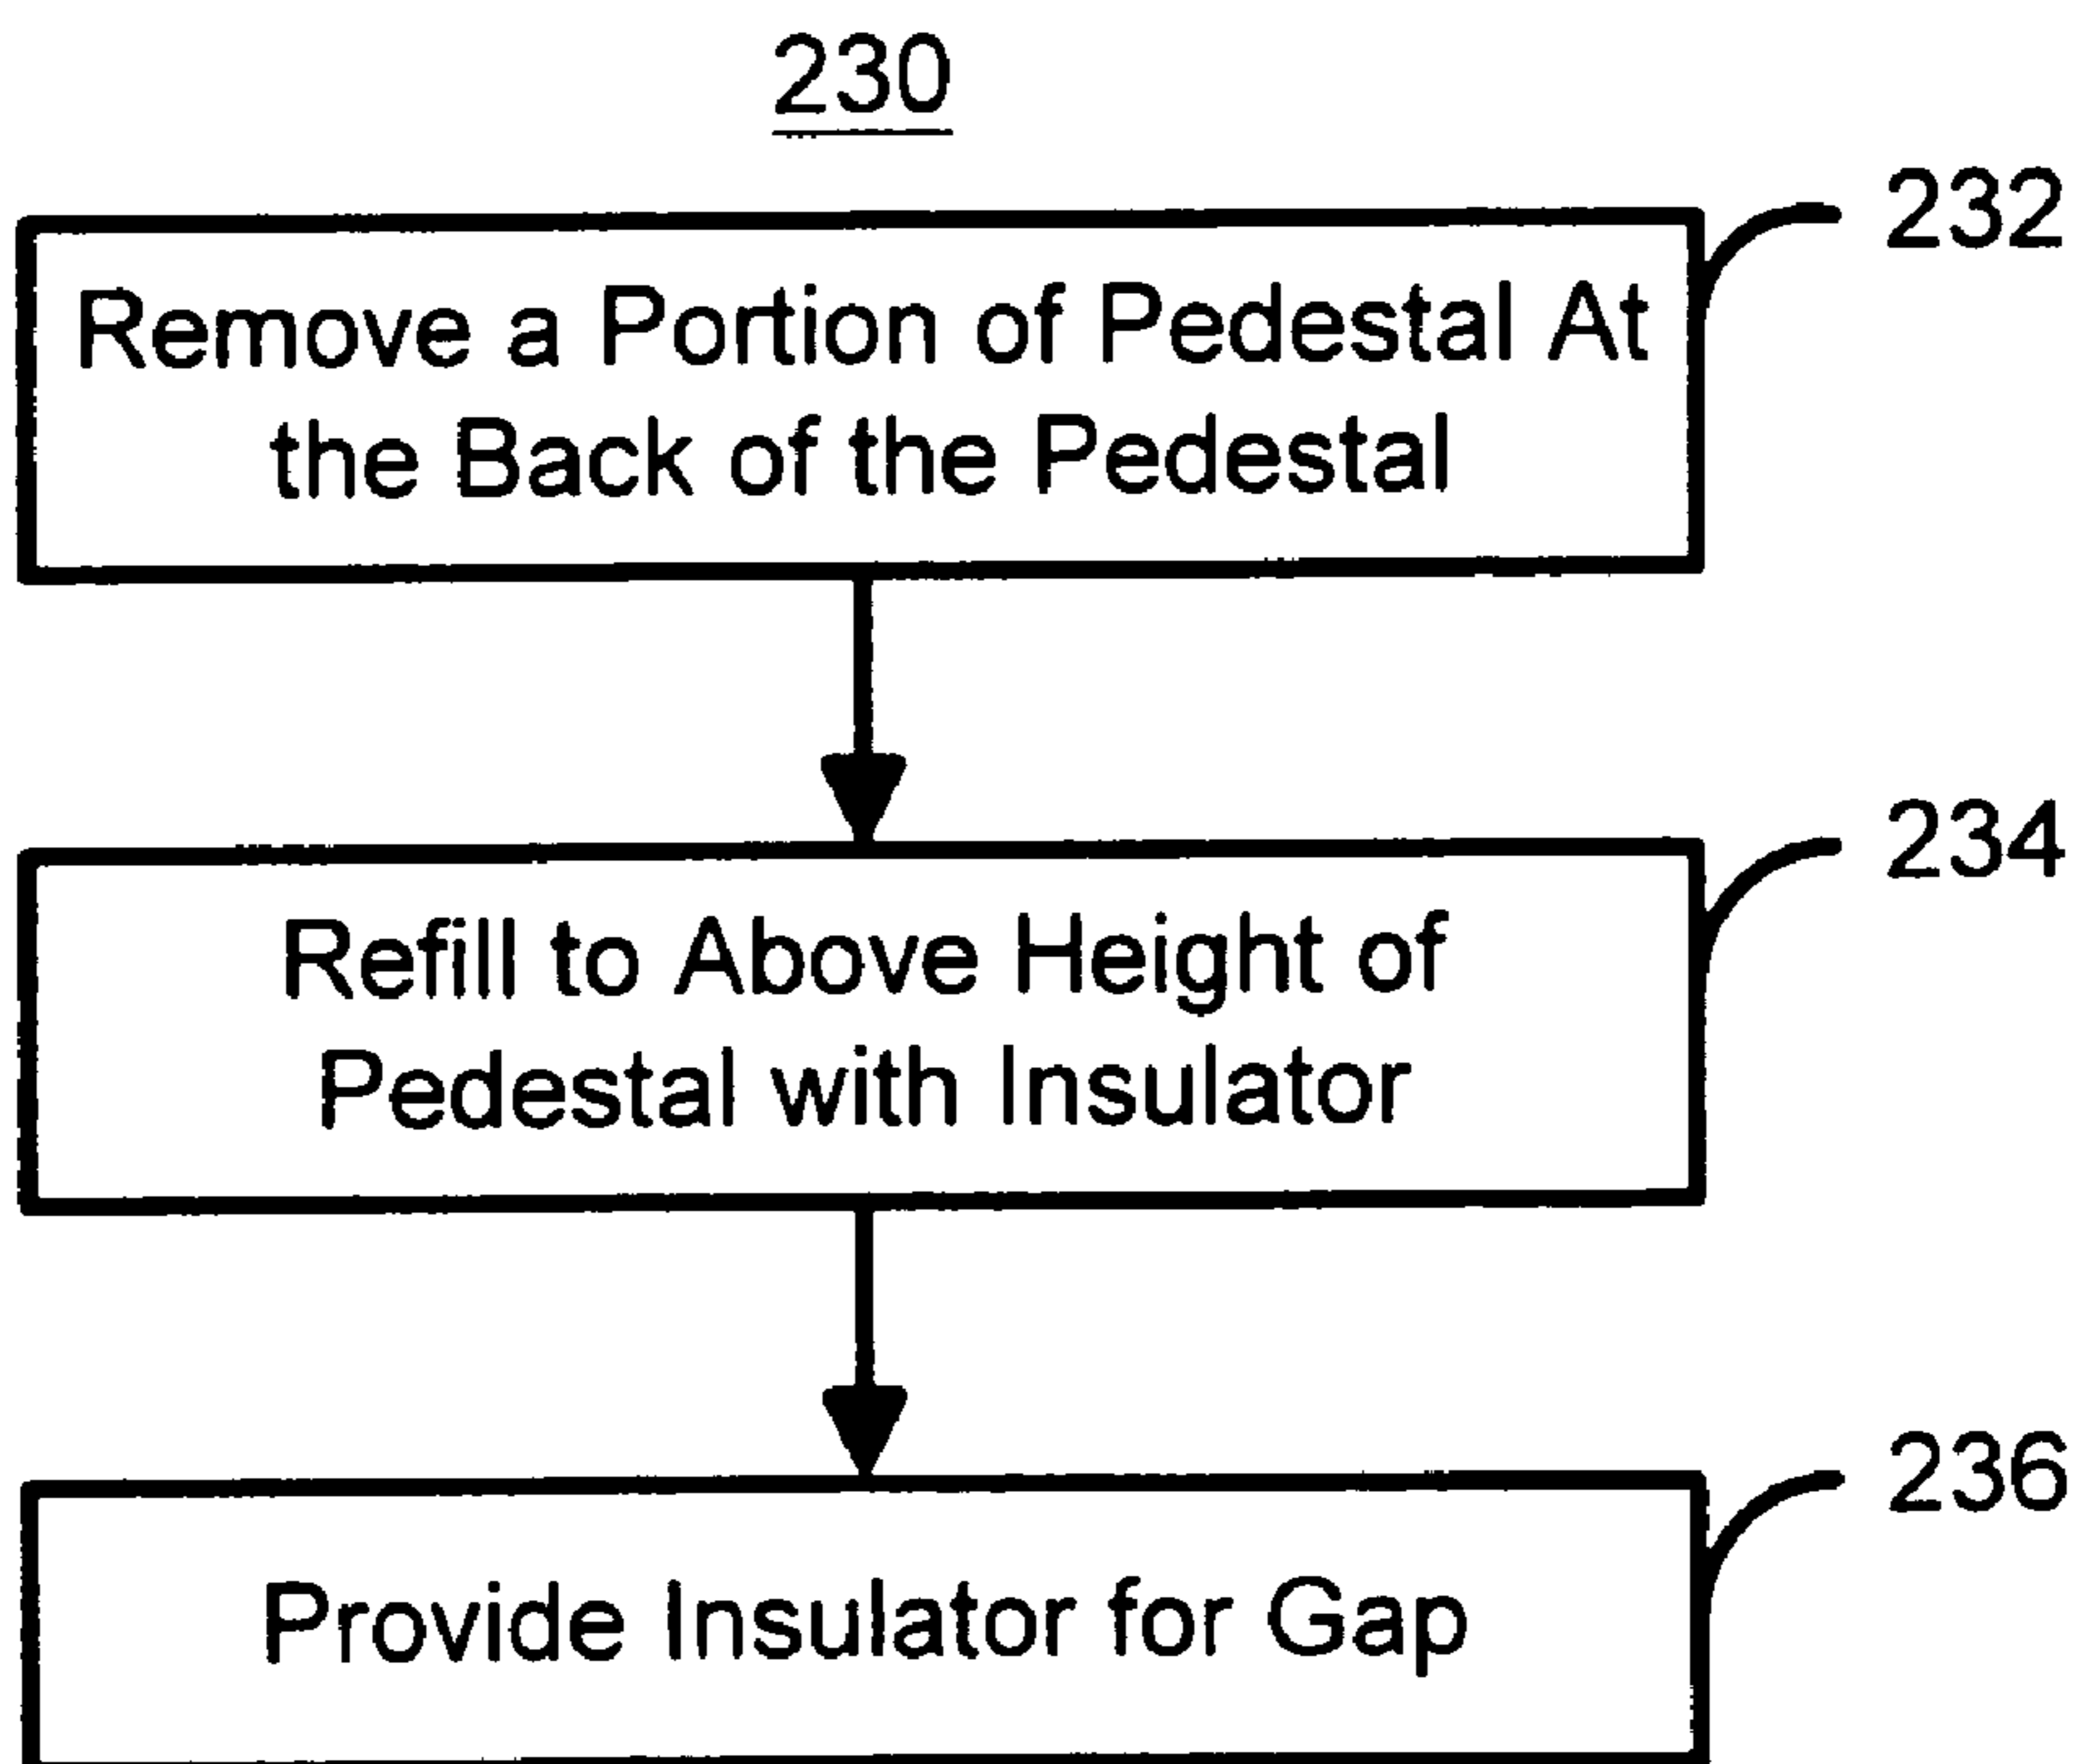 230
232
Remove a Portion of Pedestal At
the Back of the Pedestal
234
Refill to Above Height of
Pedestal with Insulator
236
Provide Insulator for Gap